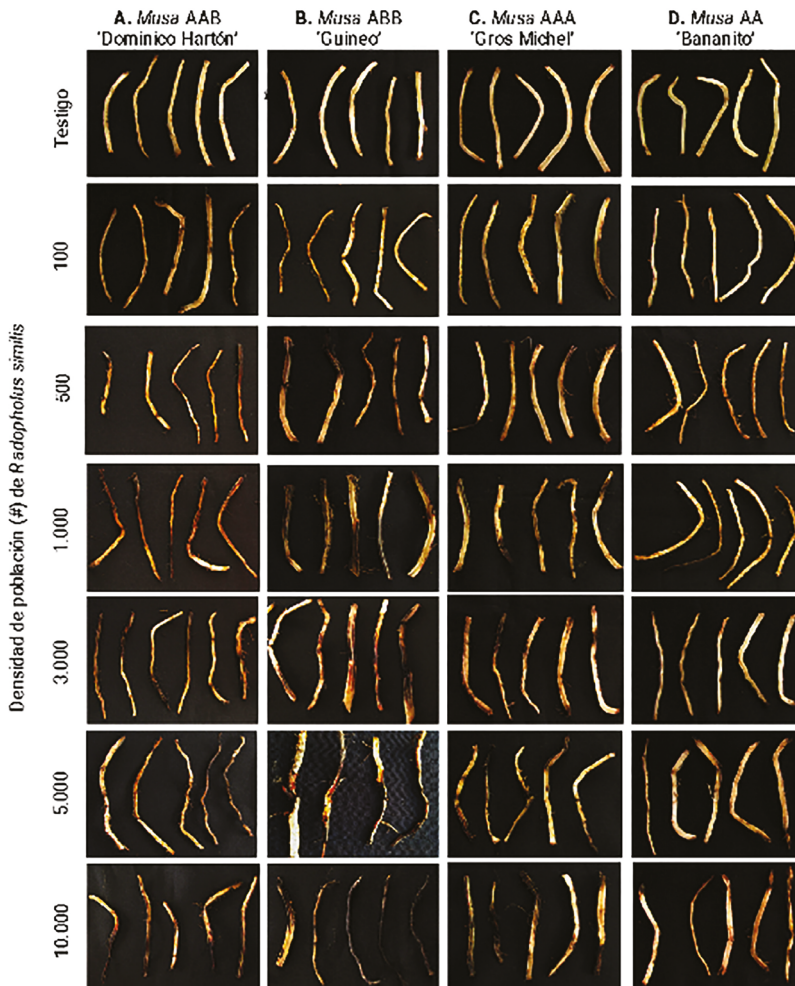 A. Musa AAB
'Dominico Hartón'
B. Musa ABB
'Guineo'
C. Musa AAA
'Gros Michel'
D. Musa AA
'Bananito'
Densidad de población (#) de Radopholus similis
Testigo
100
500
1.000
3.000
5.000
10.000